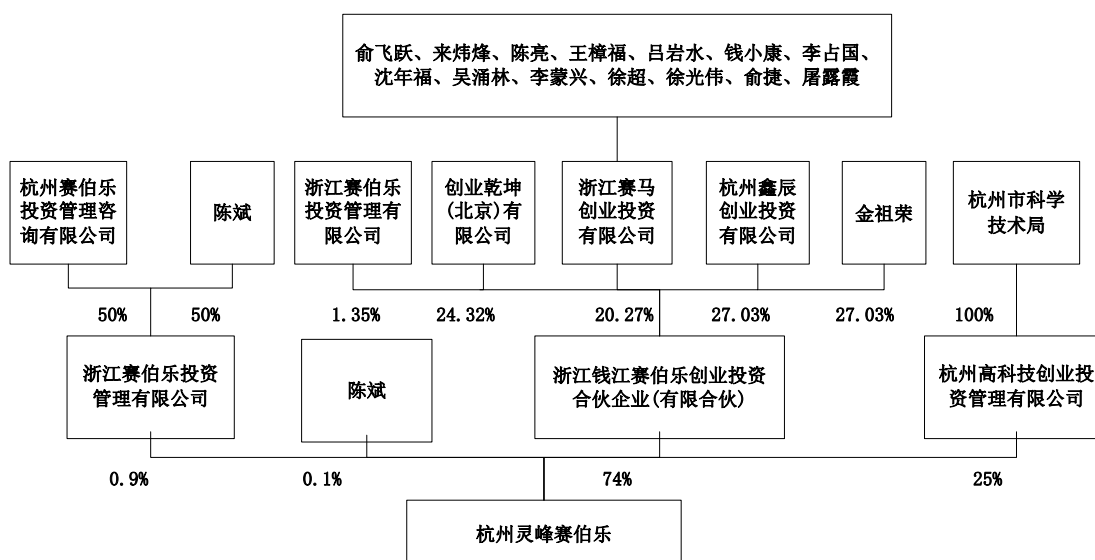 俞飞跃、来炜烽、陈亮、王樟福、吕岩水、钱小康、李占国、
沈年福、吴涌林、李蒙兴、徐超、徐光伟、俞捷、屠露霞
杭州赛伯乐
投资管理咨
询有限公司
陈斌
浙江赛伯乐
投资管理有
限公司
创业乾坤
(北京)有
限公司
浙江赛马
创业投资
有限公司
杭州鑫辰
创业投资
有限公司
金祖荣
杭州市科学
技术局
50%
50%
1.35%
24.32%
20.27%
27.03%
27.03%
100%
浙江赛伯乐投资
管理有限公司
陈斌
浙江钱江赛伯乐创业投资
合伙企业(有限合伙)
杭州高科技创业投
资管理有限公司
0.9%
0.1%
74%
25%
杭州灵峰赛伯乐